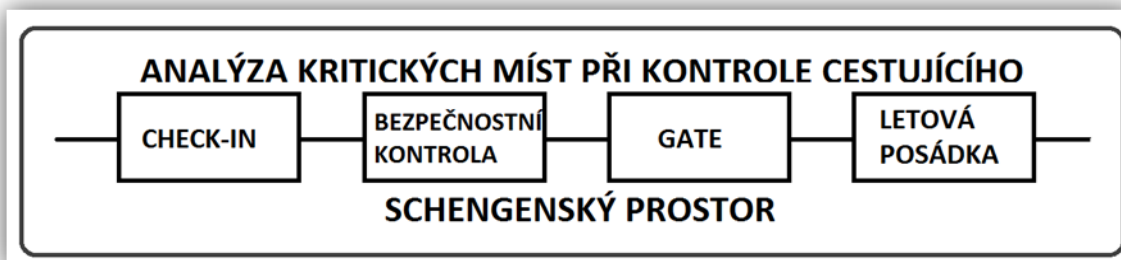 ANALÝZA KRITICKÝCH MÍST PŘI KONTROLE CESTUJÍCÍHO
CHECK-IN
BEZPEČNOSTNÍ
KONTROLA
GATE
LETOVÁ
POSÁDKA
SCHENGENSKÝ PROSTOR